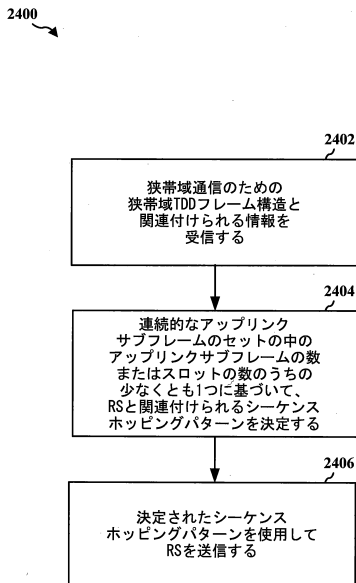 2400
2402
狭帯域通信のための
狭帯域TDDフレーム構造と
関連付けられる情報を
受信する
2404
連続的なアップリンク
サブフレームのセットの中の
アップリンクサブフレームの数
またはスロットの数のうちの
少なくとも1つに基づいて、
RSと関連付けられるシーケンス
ホッピングパターンを決定する
2406
決定されたシーケンス
ホッピングパターンを使用して
RSを送信する